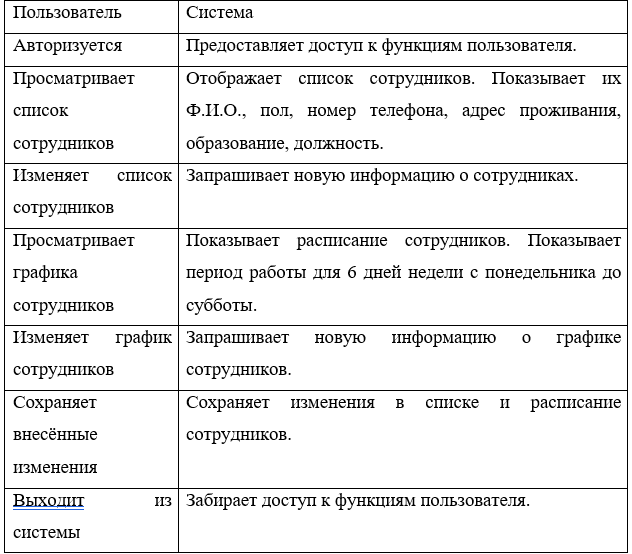 Пользователь Система
Авторизуется Предоставляет доступ к функциям пользователя.
Просматривает
список
сотрудников
Отображает список сотрудников. Показывает их
Ф.И.О., пол, номер телефона, адрес проживания,
образование, должность.
Изменяет список
сотрудников
Запрашивает новую информацию о сотрудниках.
Просматривает
графика
сотрудников
Показывает расписание сотрудников. Показывает
период работы для 6 дней недели с понедельника до
субботы.
Изменяет график
сотрудников
Запрашивает новую информацию о графике
сотрудников.
Сохраняет
внесённые
изменения
Сохраняет изменения в списке и расписание
сотрудников.
Выходит из
системы
Забирает доступ к функциям пользователя.